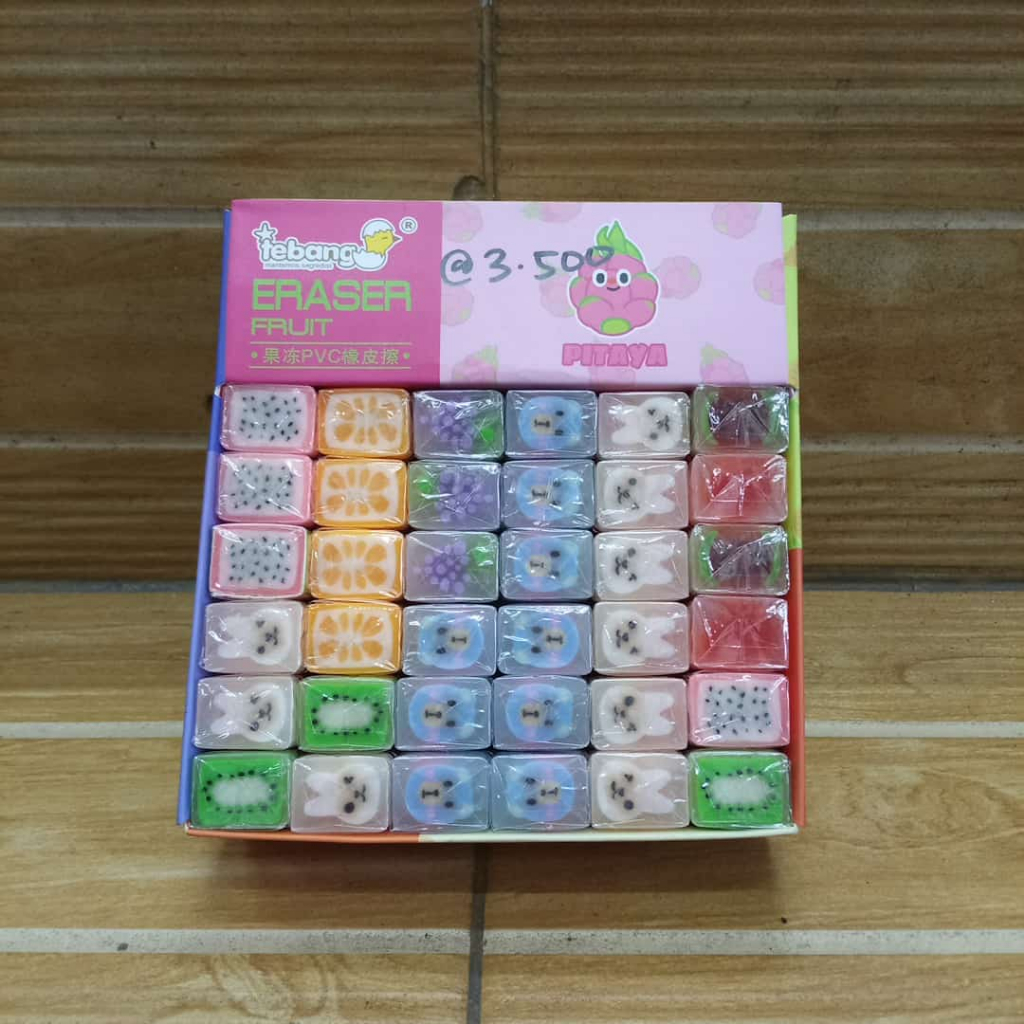 tebang®
ERASER
FRUIT
•果冻PVC橡皮擦•
@ 3.500
PITAYA